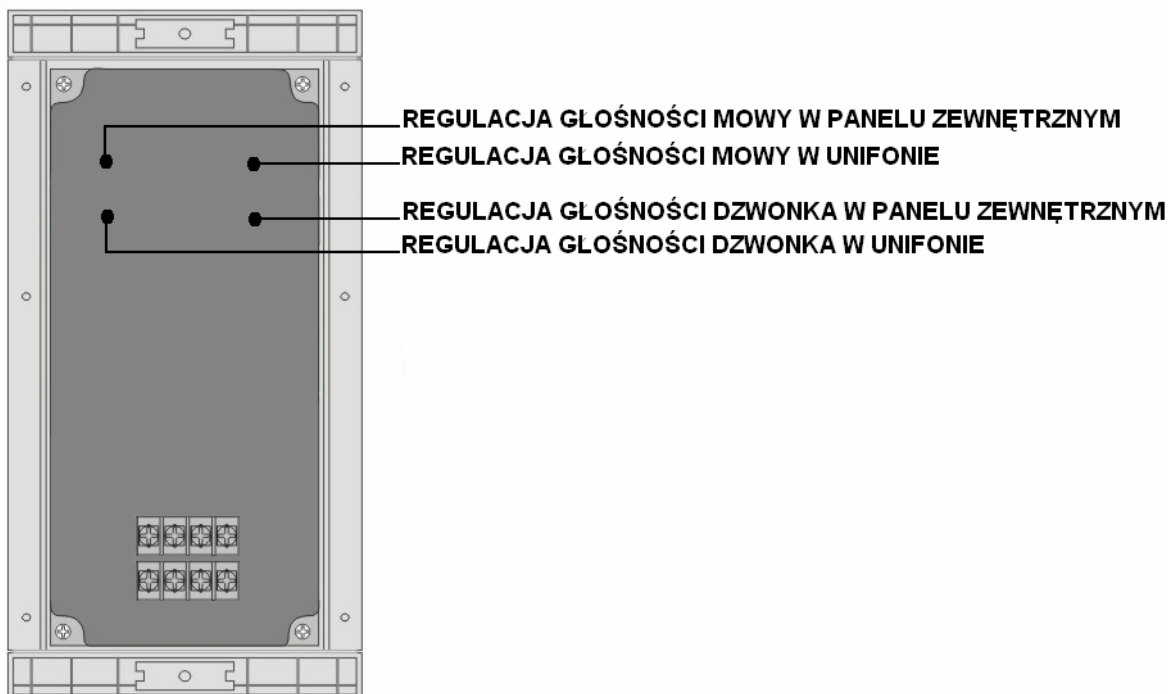 REGULACJA GŁOŚNOŚCI MOWY W PANELU ZEWNĘTRZNYM
REGULACJA GŁOŚNOŚCI MOWY W UNIFONIE
REGULACJA GŁOŚNOŚCI DZWONKA W PANELU ZEWNĘTRZNYM
REGULACJA GŁOŚNOŚCI DZWONKA W UNIFONIE